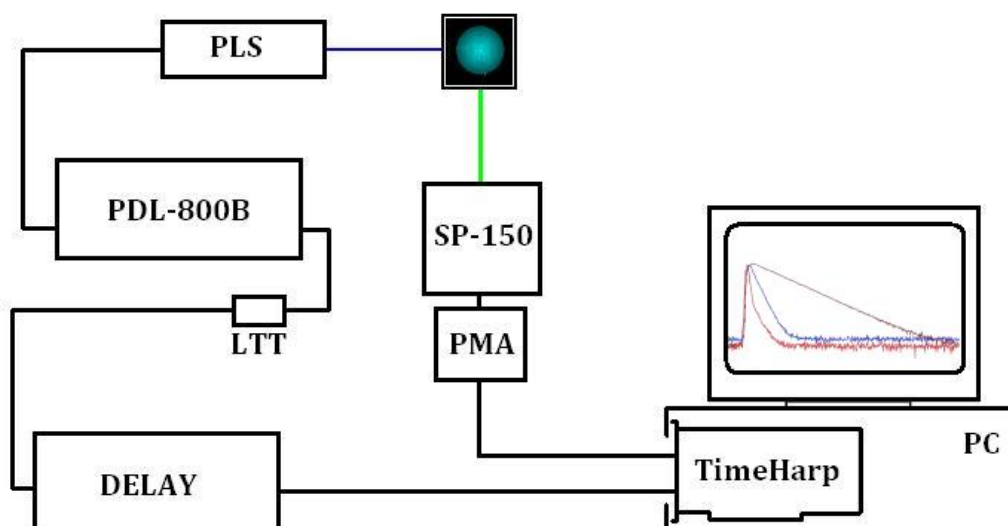 PLS
PDL-800B
SP-150
LTT
PMA
PC
DELAY
TimeHarp